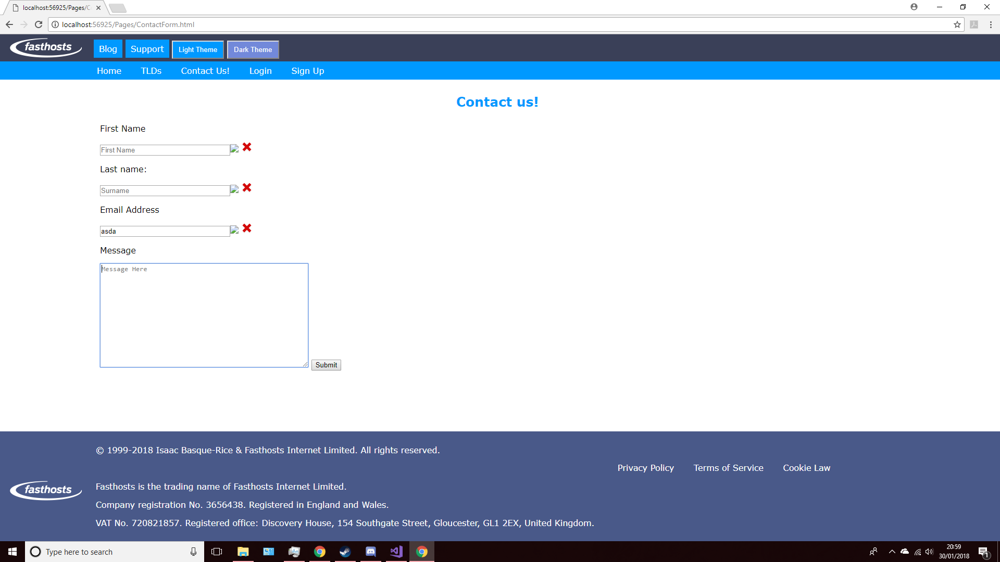 localhost:56925/Pages/C
localhost:56925/Pages/ContactForm.html
fasthosts
Blog
Support
Light Theme
Dark Theme
Home
TLDs
Contact Us!
Login
Sign Up
Contact us!
First Name
First Name
Last name:
Surname
Email Address
asda
Message
Message Here
Submit
© 1999-2018 Isaac Basque-Rice & Fasthosts Internet Limited. All rights reserved.
Privacy Policy
Terms of Service
Cookie Law
fasthosts
Fasthosts is the trading name of Fasthosts Internet Limited.
Company registration No. 3656438. Registered in England and Wales.
VAT No. 720821857. Registered office: Discovery House, 154 Southgate Street, Gloucester, GL1 2EX, United Kingdom.
Type here to search
20:59
30/01/2018
1